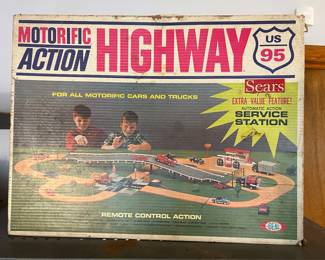 MOTORIFIC
ACTION
HIGHWAY
US
95
FOR ALL MOTORIFIC CARS AND TRUCKS
Sears
EXTRA VALUE FEATURE!
AUTOMATIC ACTION
SERVICE
STATION
REMOTE CONTROL ACTION
IDEAL